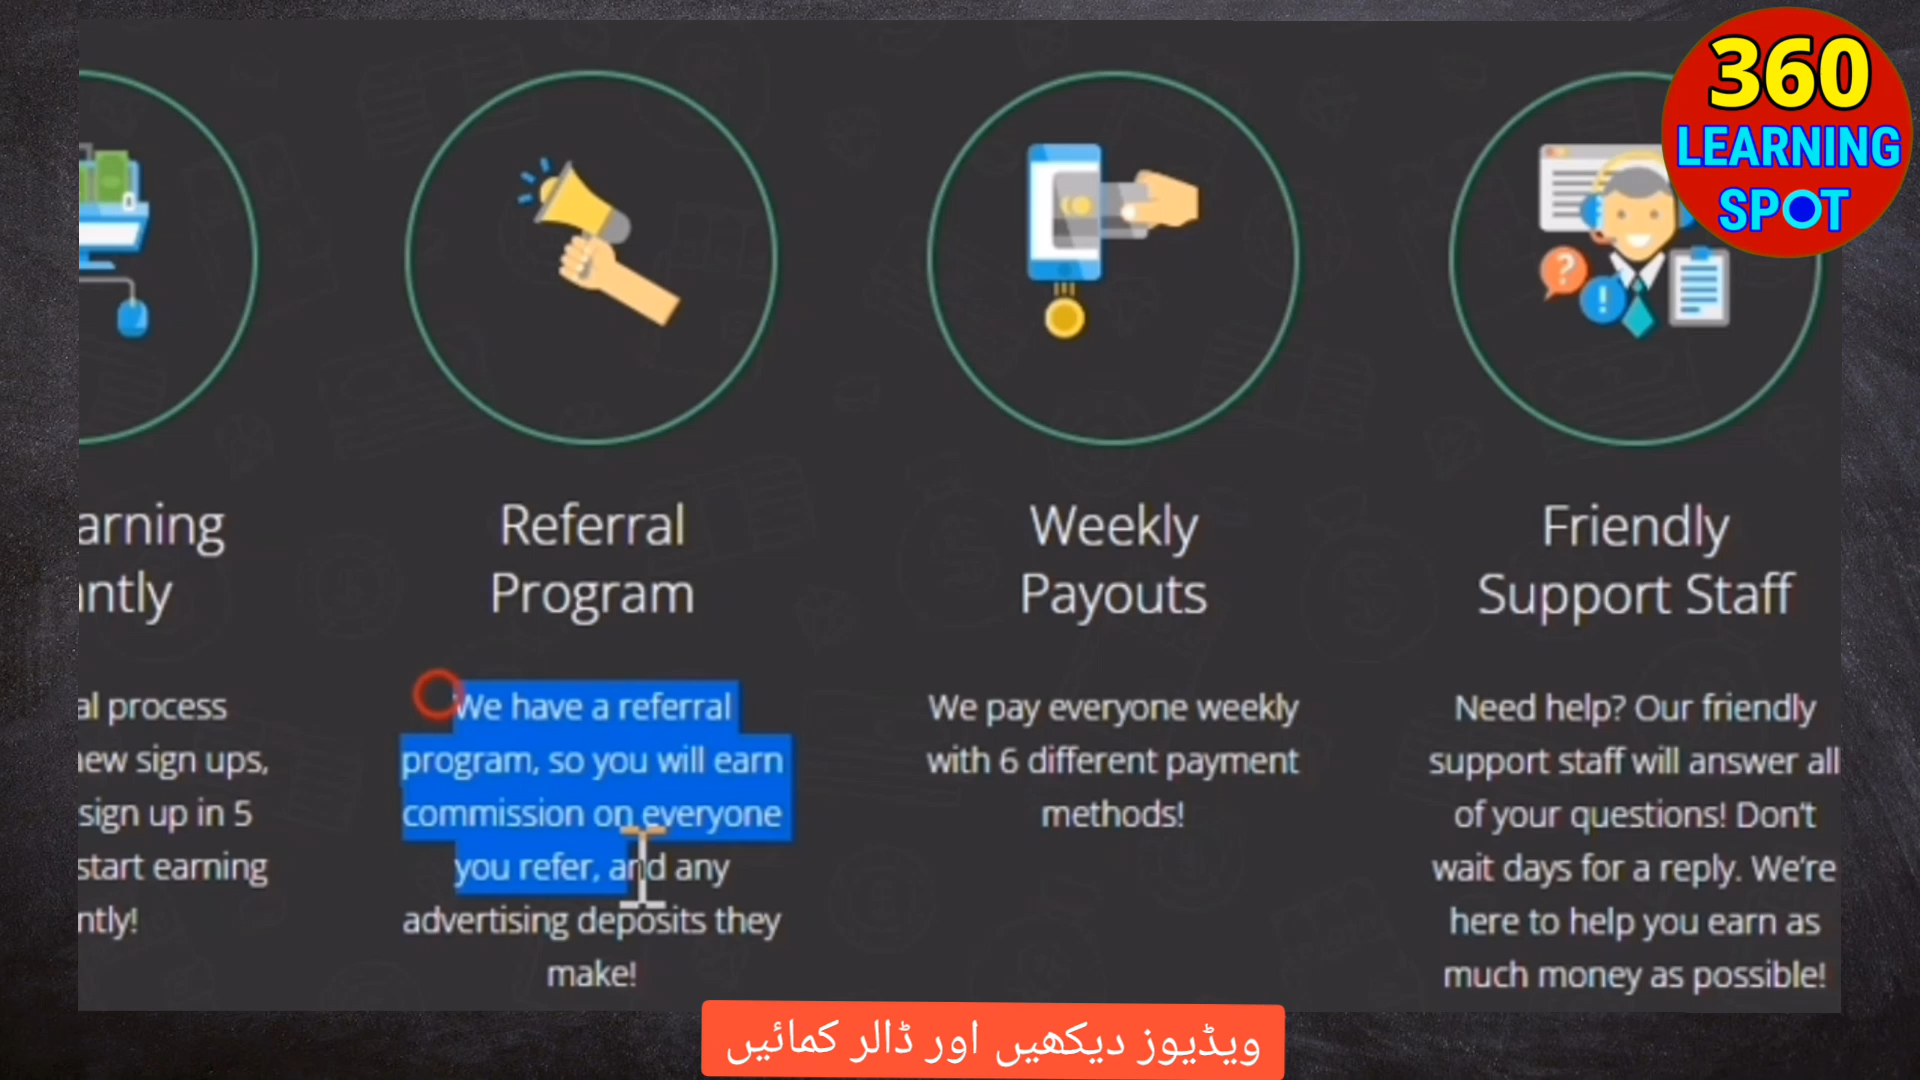 360
LEARNING
SPOT
arning
ntly
al process
new sign ups,
sign up in 5
start earning
ntly!
Referral
Program
We have a referral
program, so you will earn
commission on everyone
you refer, and any
advertising deposits they
make!
Weekly
Payouts
We pay everyone weekly
with 6 different payment
methods!
Friendly
Support Staff
Need help? Our friendly
support staff will answer all
of your questions! Don't
wait days for a reply. We're
here to help you earn as
much money as possible!
ویڈیوز دیکھیں اور ڈالر کمائیں